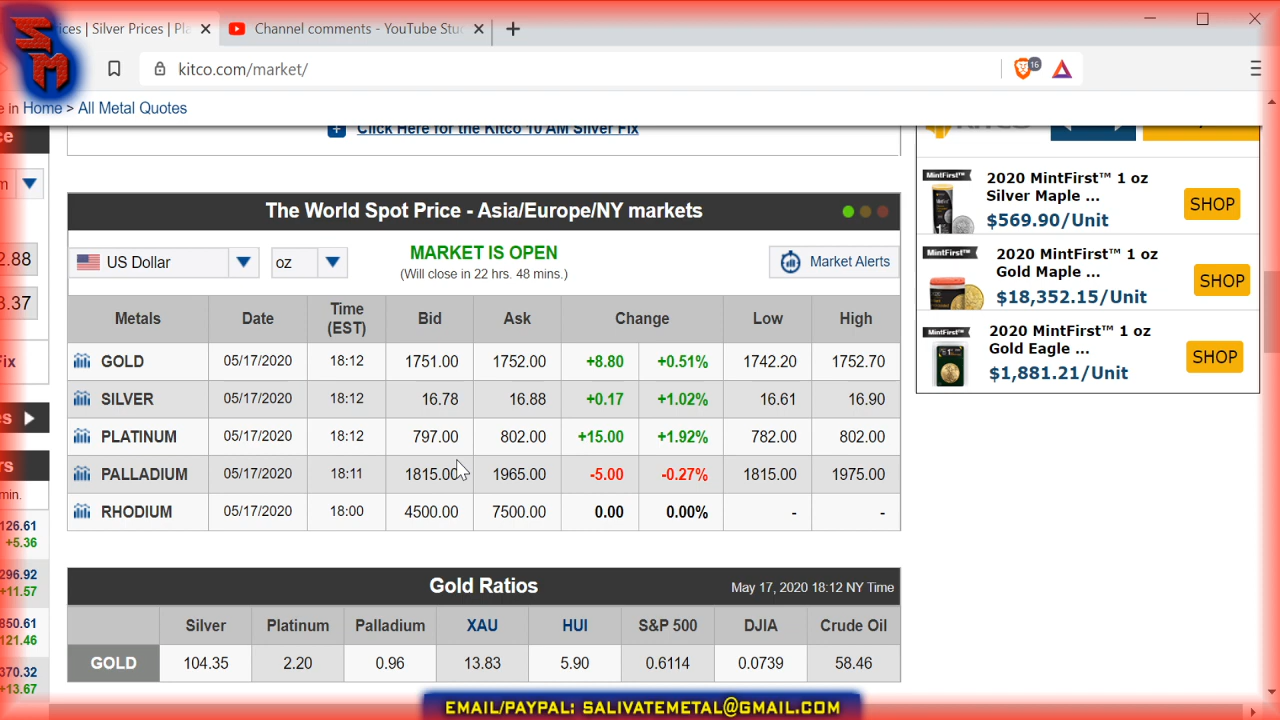 SM
ices | Silver Prices | Pla
Channel comments - YouTube Stud
kitco.com/market/
16
e in Home > All Metal Quotes
Click Here for the Kitco 10 AM Silver Fix
The World Spot Price - Asia/Europe/NY markets
US Dollar
oz
MARKET IS OPEN
(Will close in 22 hrs. 48 mins.)
Market Alerts
Metals Date Time (EST) Bid Ask Change Low High
GOLD 05/17/2020 18:12 1751.00 1752.00 +8.80 +0.51% 1742.20 1752.70
SILVER 05/17/2020 18:12 16.78 16.88 +0.17 +1.02% 16.61 16.90
PLATINUM 05/17/2020 18:12 797.00 802.00 +15.00 +1.92% 782.00 802.00
PALLADIUM 05/17/2020 18:11 1815.00 1965.00 -5.00 -0.27% 1815.00 1975.00
RHODIUM 05/17/2020 18:00 4500.00 7500.00 0.00 0.00% - -
Gold Ratios
May 17, 2020 18:12 NY Time
Silver Platinum Palladium XAU HUI S&P 500 DJIA Crude Oil
GOLD 104.35 2.20 0.96 13.83 5.90 0.6114 0.0739 58.46
MintFirst™
2020 MintFirst™ 1 oz
Silver Maple ...
$569.90/Unit
SHOP
MintFirst™
2020 MintFirst™ 1 oz
Gold Maple ...
$18,352.15/Unit
SHOP
MintFirst™
2020 MintFirst™ 1 oz
Gold Eagle ...
$1,881.21/Unit
SHOP
2.88
3.37
Fix
min.
126.61
+5.36
296.92
+11.57
850.61
121.46
370.32
+13.67
EMAIL/PAYPAL: SALIVATEMETAL@GMAIL.COM